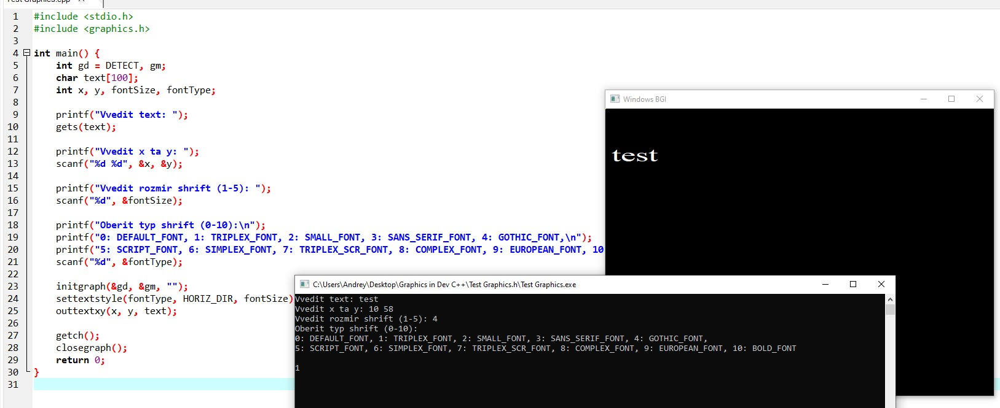 Test Graphics.cpp
1 #include <stdio.h>
2 #include <graphics.h>
3
4 int main() {
5 int gd = DETECT, gm;
6 char text[100];
7 int x, y, fontSize, fontType;
8
9 printf("Vvedit text: ");
10 gets(text);
11
12 printf("Vvedit x ta y: ");
13 scanf("%d %d", &x, &y);
14
15 printf("Vvedit rozmir shrift (1-5): ");
16 scanf("%d", &fontSize);
17
18 printf("Oberit typ shrift (0-10):\n");
19 printf("0: DEFAULT_FONT, 1: TRIPLEX_FONT, 2: SMALL_FONT, 3: SANS_SERIF_FONT, 4: GOTHIC_FONT,\n");
20 printf("5: SCRIPT_FONT, 6: SIMPLEX_FONT, 7: TRIPLEX_SCR_FONT, 8: COMPLEX_FONT, 9: EUROPEAN_FONT, 10
21 scanf("%d", &fontType);
22
23 initgraph(&gd, &gm, "");
24 settextstyle(fontType, HORIZ_DIR, fontSize)
25 outtextxy(x, y, text);
26
27 getch();
28 closegraph();
29 return 0;
30 }
31
Windows BGI
test
C:\Users\Andrey\Desktop\Graphics in Dev C++\Test Graphics.h\Test Graphics.exe
Vvedit text: test
Vvedit x ta y: 10 58
Vvedit rozmir shrift (1-5): 4
Oberit typ shrift (0-10):
0: DEFAULT_FONT, 1: TRIPLEX_FONT, 2: SMALL_FONT, 3: SANS_SERIF_FONT, 4: GOTHIC_FONT,
5: SCRIPT_FONT, 6: SIMPLEX_FONT, 7: TRIPLEX_SCR_FONT, 8: COMPLEX_FONT, 9: EUROPEAN_FONT, 10: BOLD_FONT
1